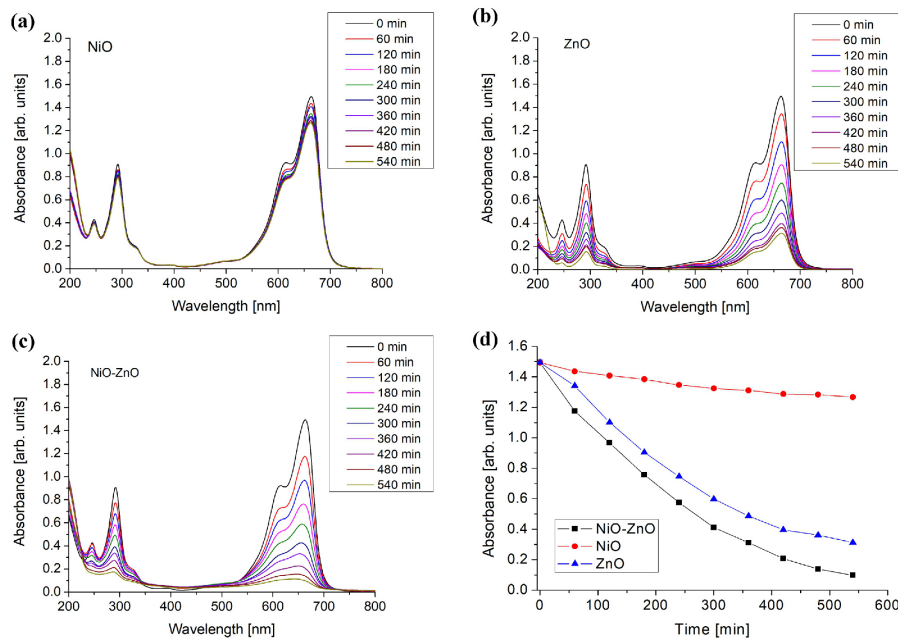 (a)
NiO
0 min
60 min
120 min
180 min
240 min
300 min
360 min
420 min
480 min
540 min
2.0
1.8
1.6
1.4
1.2
1.0
0.8
0.6
0.4
0.2
0.0
Absorbance [arb. units]
200 300 400 500 600 700 800
Wavelength [nm]
(b)
ZnO
0 min
60 min
120 min
180 min
240 min
300 min
360 min
420 min
480 min
540 min
2.0
1.8
1.6
1.4
1.2
1.0
0.8
0.6
0.4
0.2
0.0
Absorbance [arb. units]
200 300 400 500 600 700 800
Wavelength [nm]
(c)
NiO-ZnO
0 min
60 min
120 min
180 min
240 min
300 min
360 min
420 min
480 min
540 min
2.0
1.8
1.6
1.4
1.2
1.0
0.8
0.6
0.4
0.2
0.0
Absorbance [arb. units]
200 300 400 500 600 700 800
Wavelength [nm]
(d)
1.6
1.4
1.2
1.0
0.8
0.6
0.4
0.2
0.0
Absorbance [arb. units]
NiO-ZnO
NiO
ZnO
0 100 200 300 400 500 600
Time [min]